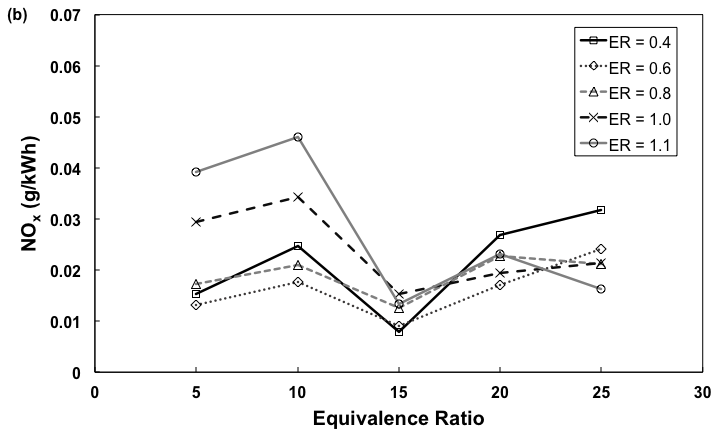 (b)
0.07
0.06
0.05
0.04
0.03
0.02
0.01
0
NOx (g/kWh)
ER = 0.4
ER = 0.6
ER = 0.8
ER = 1.0
ER = 1.1
0 5 10 15 20 25 30
Equivalence Ratio